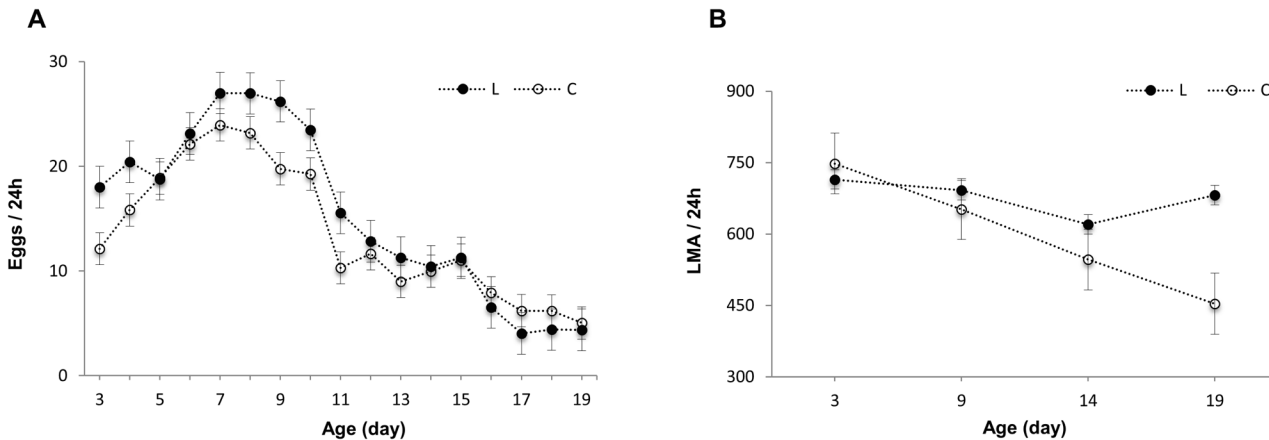 A
Eggs / 24h
30
20
10
0
L C
3 5 7 9 11 13 15 17 19
Age (day)
B
LMA / 24h
900
750
600
450
300
L C
3 9 14 19
Age (day)